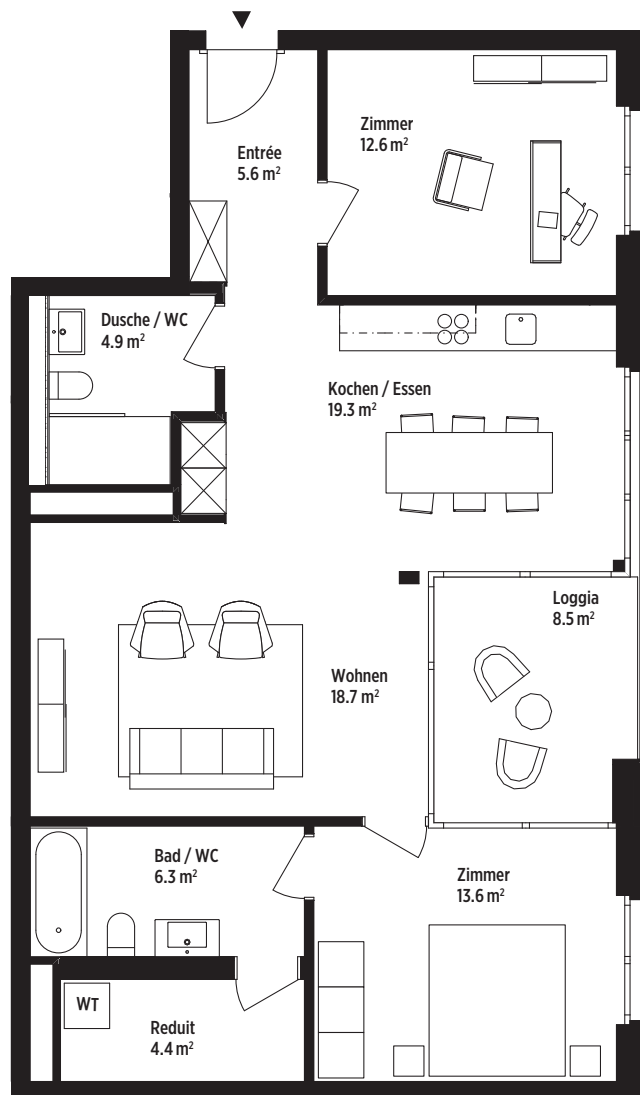 Zimmer
12.6 m²
Entrée
5.6 m²
Dusche / WC
4.9 m²
Kochen / Essen
19.3 m²
Loggia
8.5 m²
Wohnen
18.7 m²
Bad / WC
6.3 m²
Zimmer
13.6 m²
WT
Reduit
4.4 m²